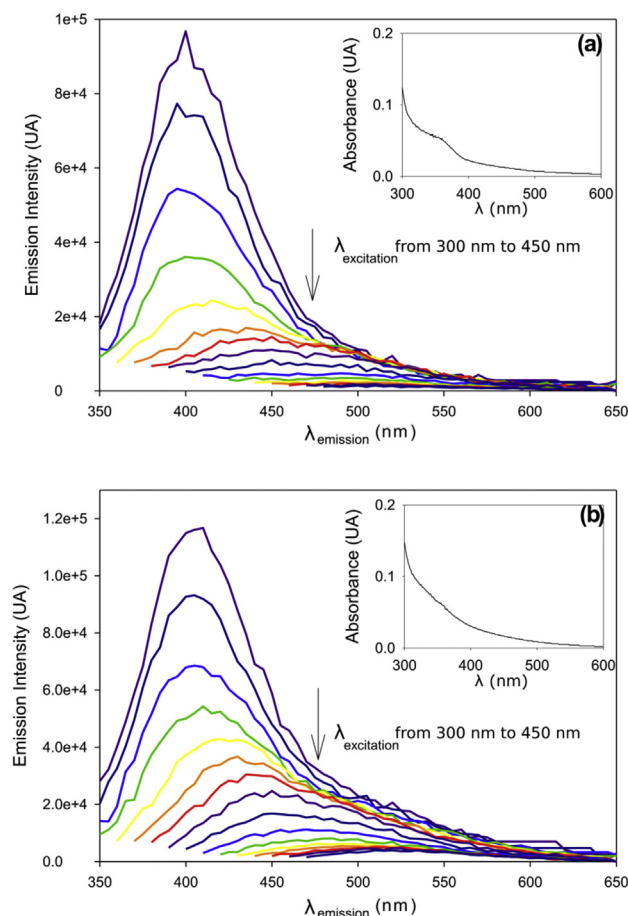 1e+5
8e+4
6e+4
4e+4
2e+4
0
Emission Intensity (UA)
350 400 450 500 550 600 650
λemission (nm)
λexcitation from 300 nm to 450 nm
(a)
0.2
0.1
0.0
Absorbance (UA)
300 400 500 600
λ (nm)
1.2e+5
1.0e+5
8.0e+4
6.0e+4
4.0e+4
2.0e+4
0.0
Emission Intensity (UA)
350 400 450 500 550 600 650
λemission (nm)
λexcitation from 300 nm to 450 nm
(b)
0.2
0.1
0.0
Absorbance (UA)
300 400 500 600
λ (nm)